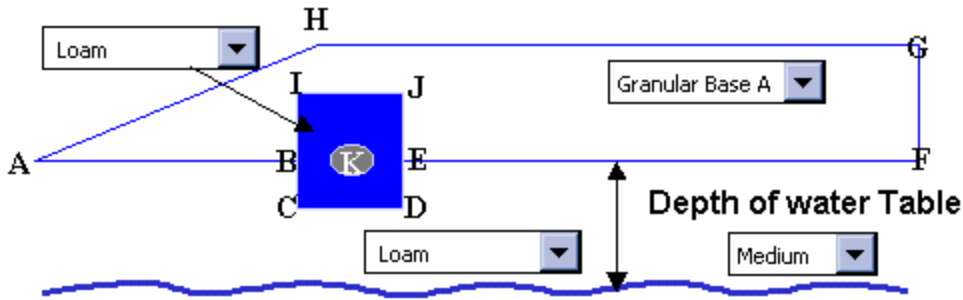 H
Loam
G
I
J
Granular Base A
A
B
K
E
F
C
D
Depth of water Table
Loam
Medium